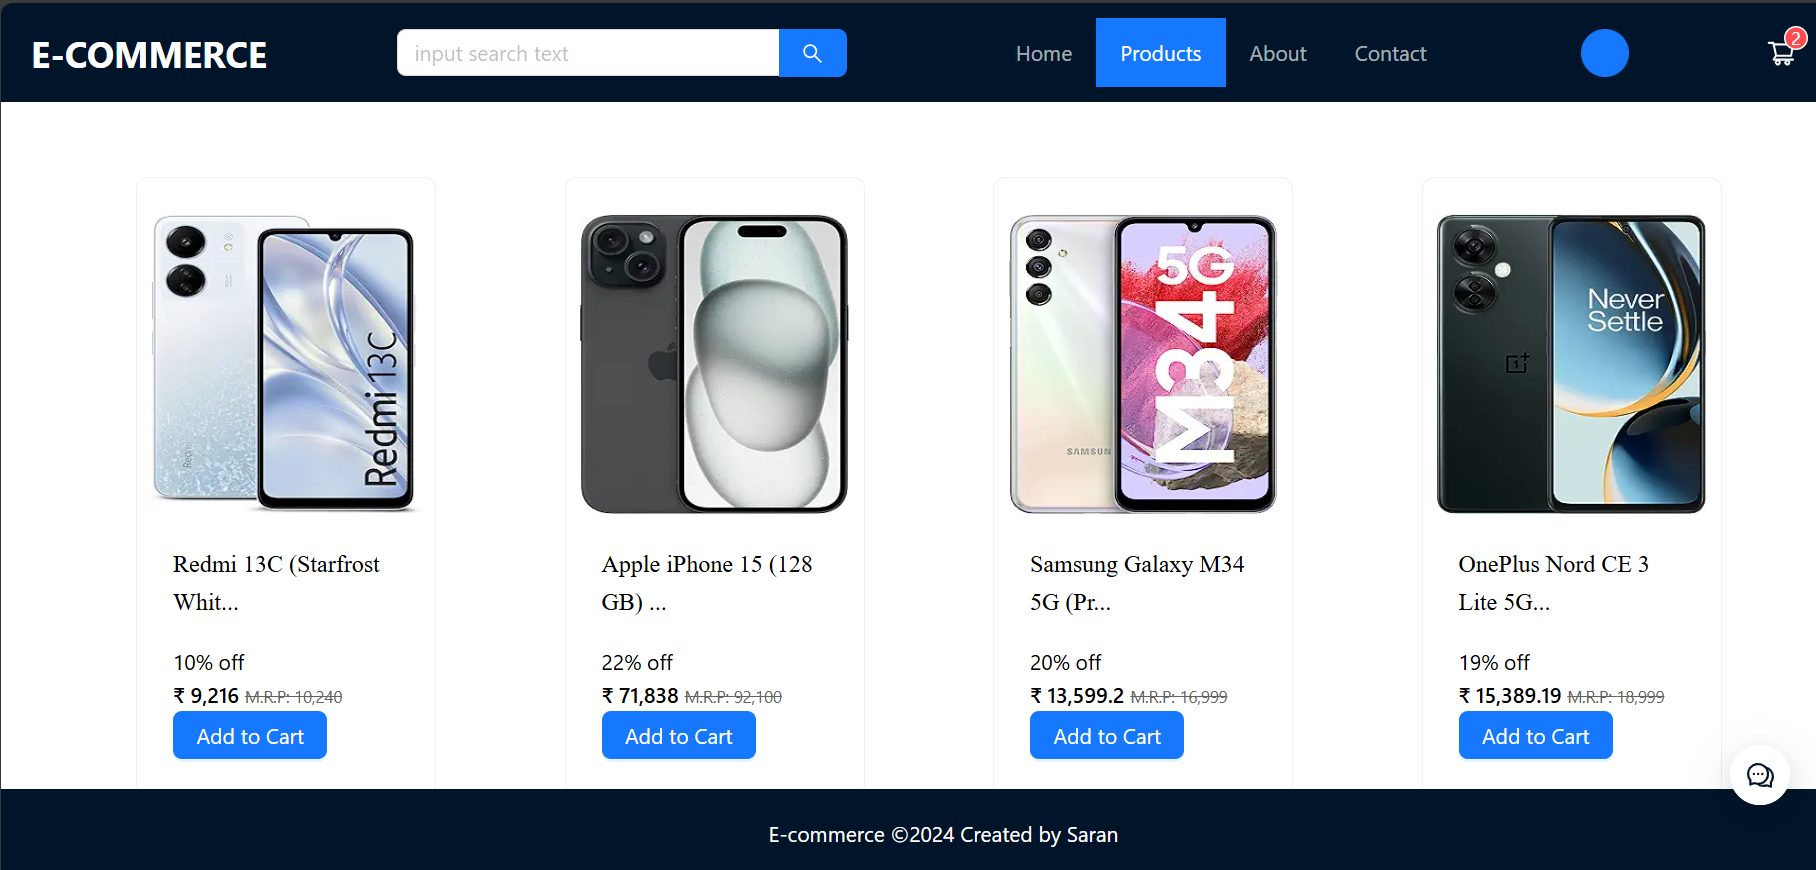 E-COMMERCE
input search text
Home
Products
About
Contact
2
Redmi 13C
Redmi
5G
M34
SAMSUN
Never
Settle
Redmi 13C (Starfrost
Whit...
10% off
₹ 9,216 M.R.P: 10,240
Add to Cart
Apple iPhone 15 (128
GB) ...
22% off
₹ 71,838 M.R.P: 92,100
Add to Cart
Samsung Galaxy M34
5G (Pr...
20% off
₹ 13,599.2 M.R.P: 16,999
Add to Cart
OnePlus Nord CE 3
Lite 5G...
19% off
₹ 15,389.19 M.R.P: 18,999
Add to Cart
E-commerce ©2024 Created by Saran